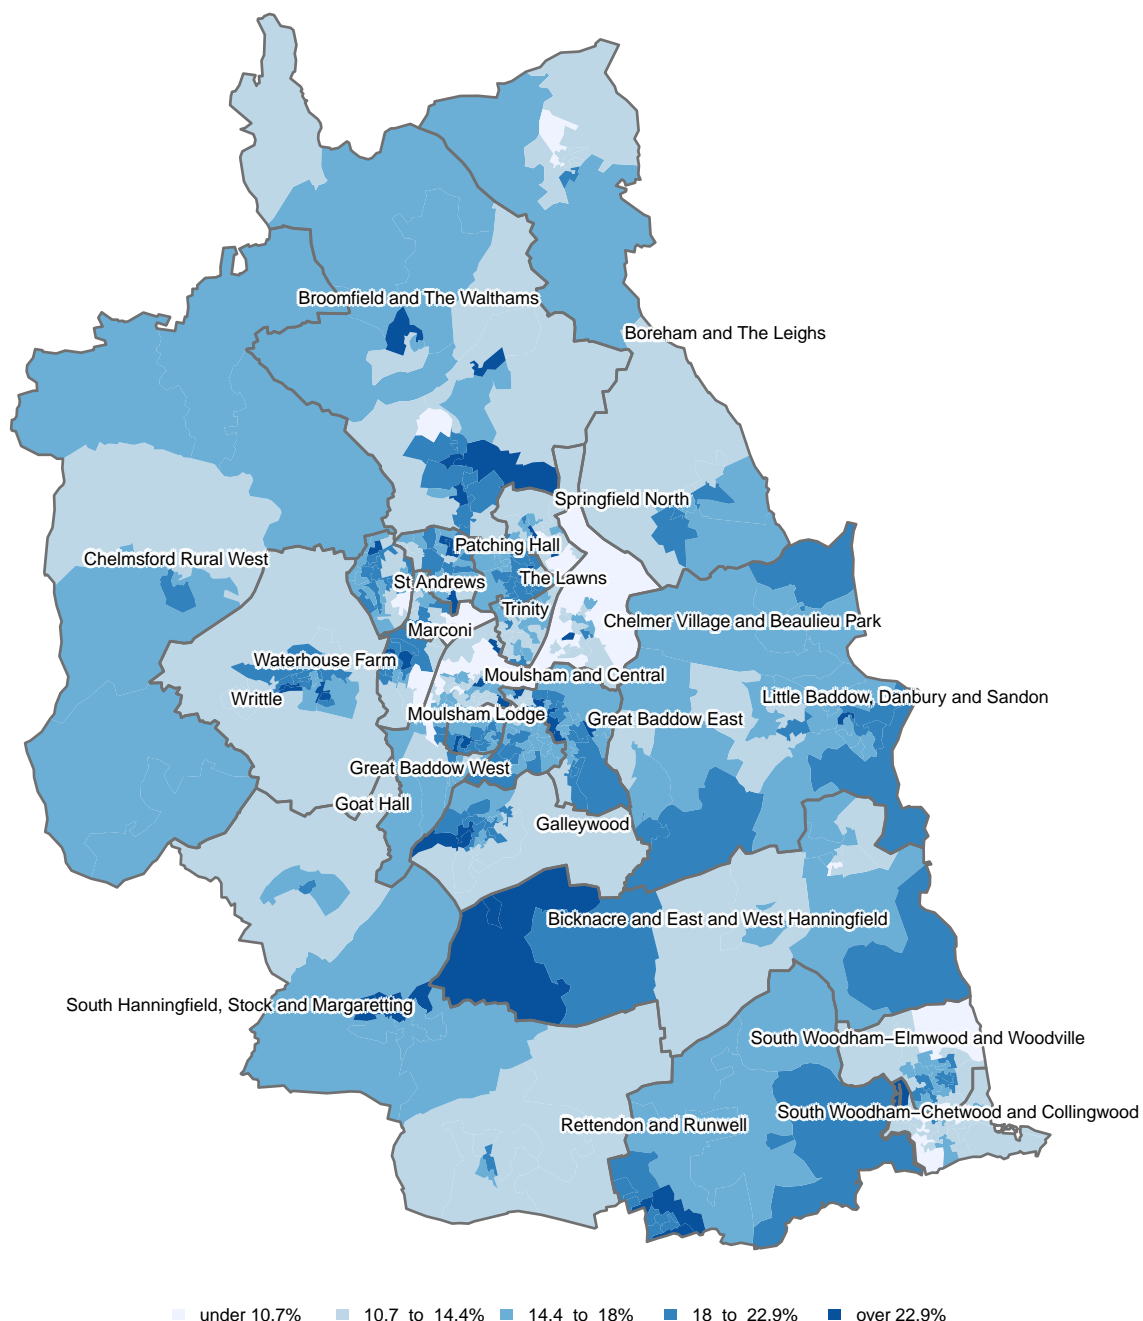 Broomfield and The Walthams
Boreham and The Leighs
Springfield North
Patching Hall
Chelmsford Rural West
St Andrews
The Lawns
Trinity
Marconi
Chelmer Village and Beaulieu Park
Waterhouse Farm
Moulsham and Central
Writtle
Little Baddow, Danbury and Sandon
Moulsham Lodge
Great Baddow East
Great Baddow West
Goat Hall
Galleywood
Bicknacre and East and West Hanningfield
South Hanningfield, Stock and Margaretting
South Woodham−Elmwood and Woodville
South Woodham−Chetwood and Collingwood
Rettendon and Runwell
under 10.7% 10.7 to 14.4% 14.4 to 18% 18 to 22.9% over 22.9%